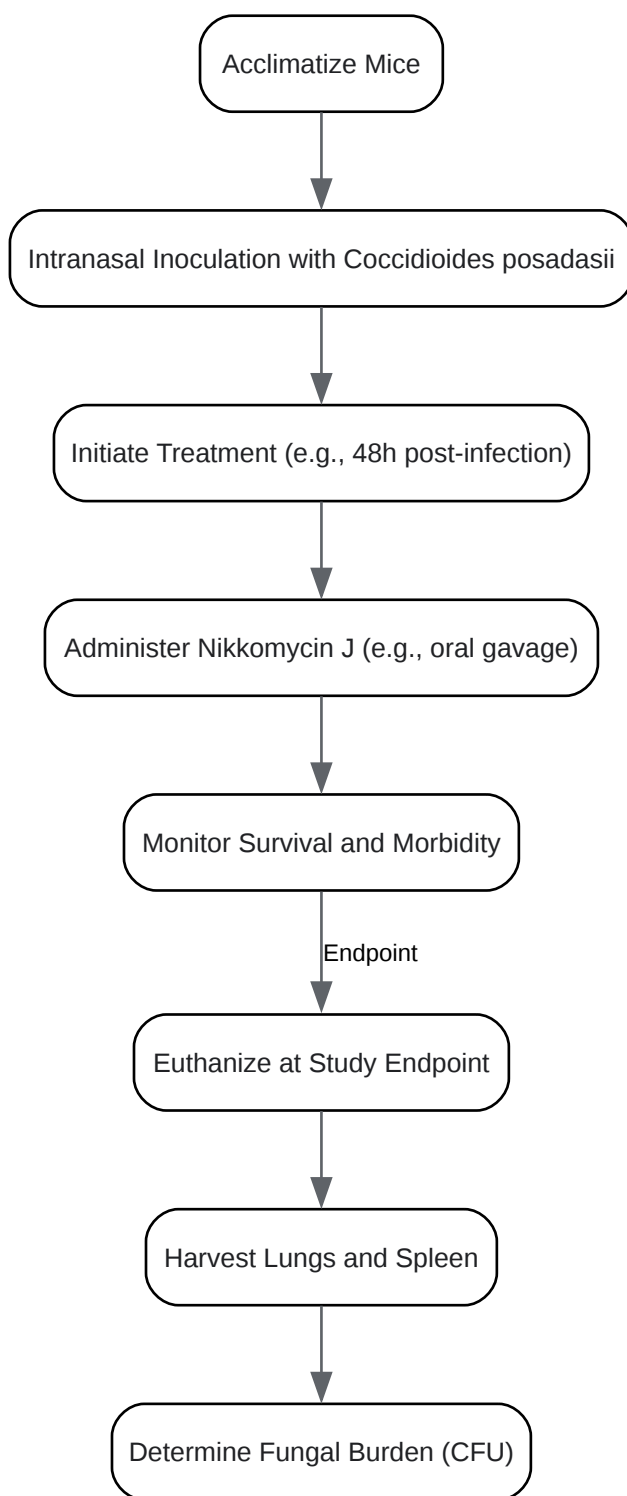 Acclimatize Mice
Intranasal Inoculation with Coccidioides posadasii
Initiate Treatment (e.g., 48h post-infection)
Administer Nikkomycin J (e.g., oral gavage)
Monitor Survival and Morbidity
Endpoint
Euthanize at Study Endpoint
Harvest Lungs and Spleen
Determine Fungal Burden (CFU)